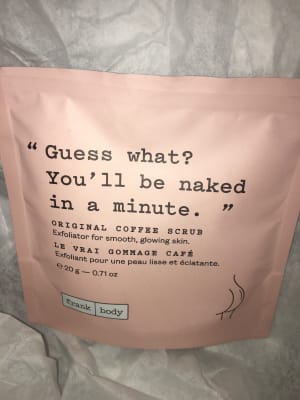 “ Guess what?
You’ll be naked
in a minute. ”
ORIGINAL COFFEE SCRUB
Exfoliator for smooth, glowing skin.
LE VRAI GOMMAGE CAFÉ
Exfoliant pour une peau lisse et éclatante.
℮ 20 g — 0,71 oz
frank body